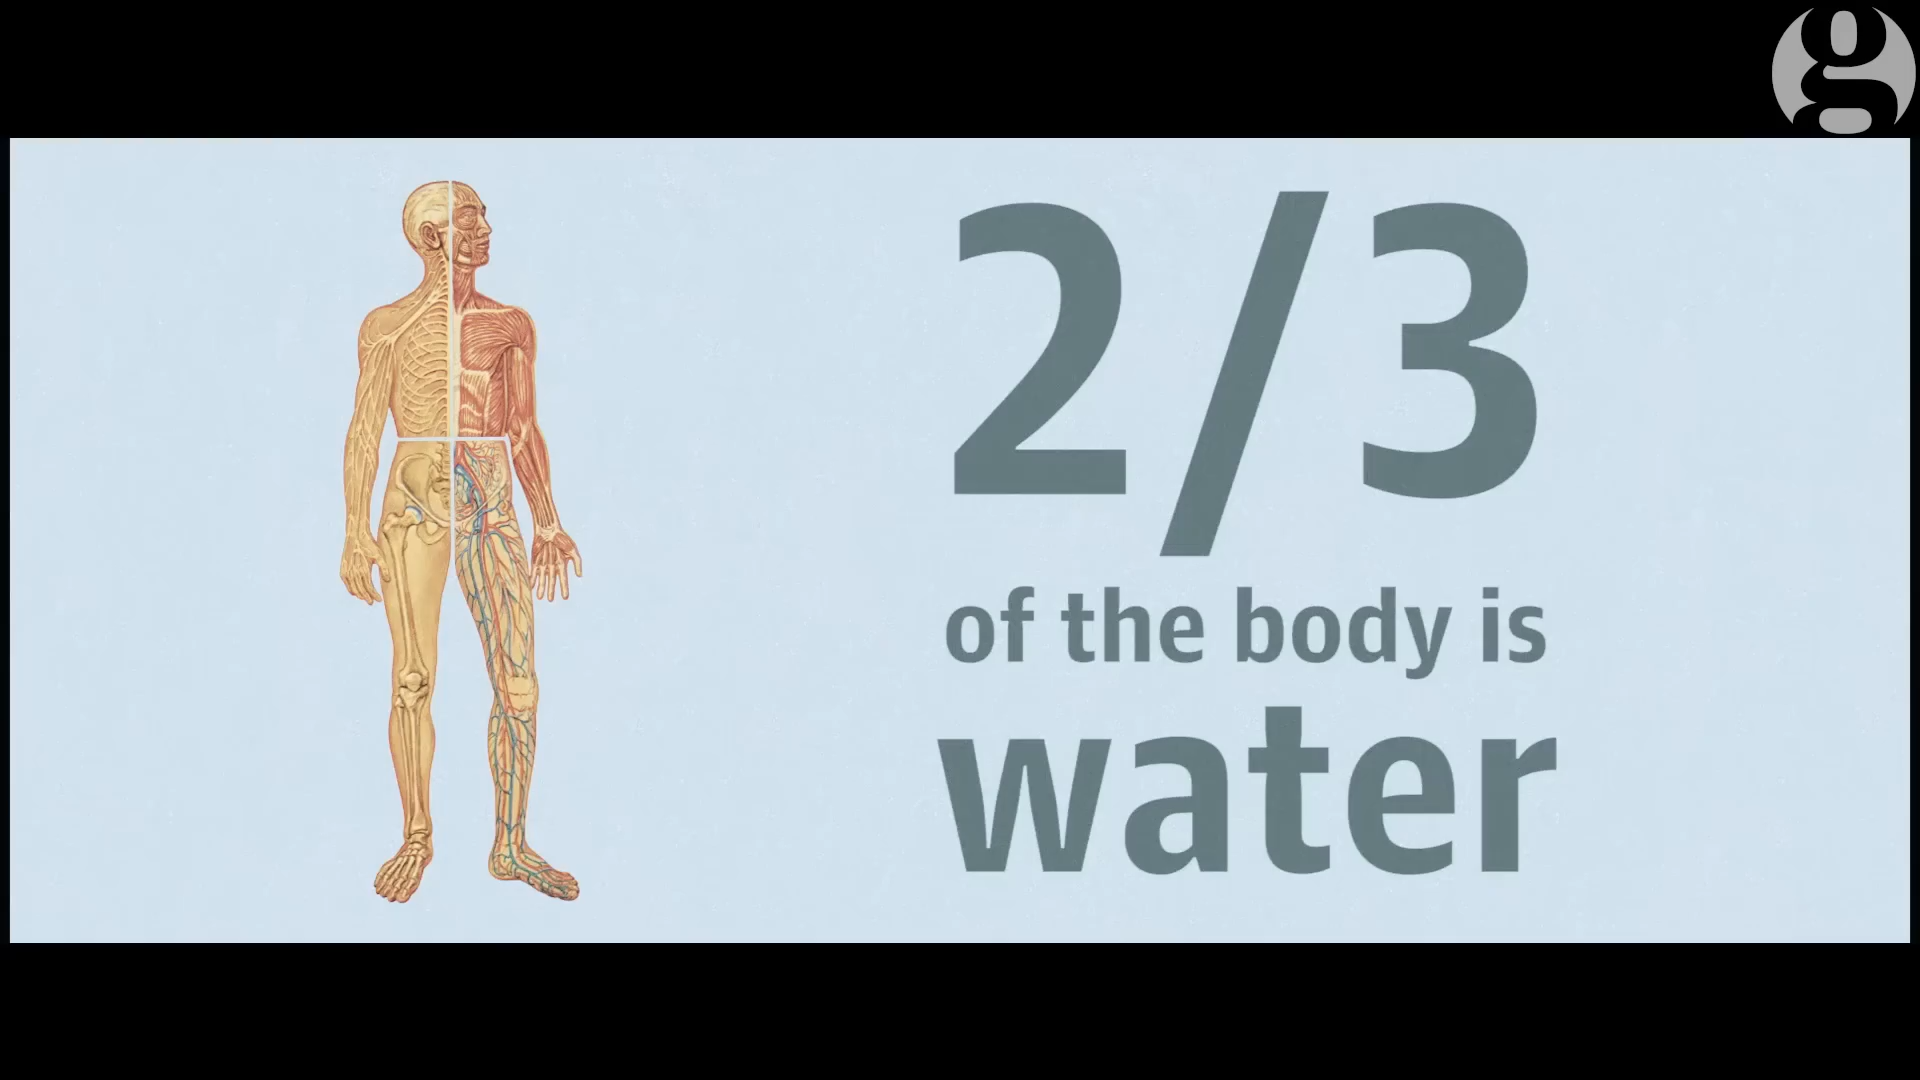 g
2/3
of the body is
water